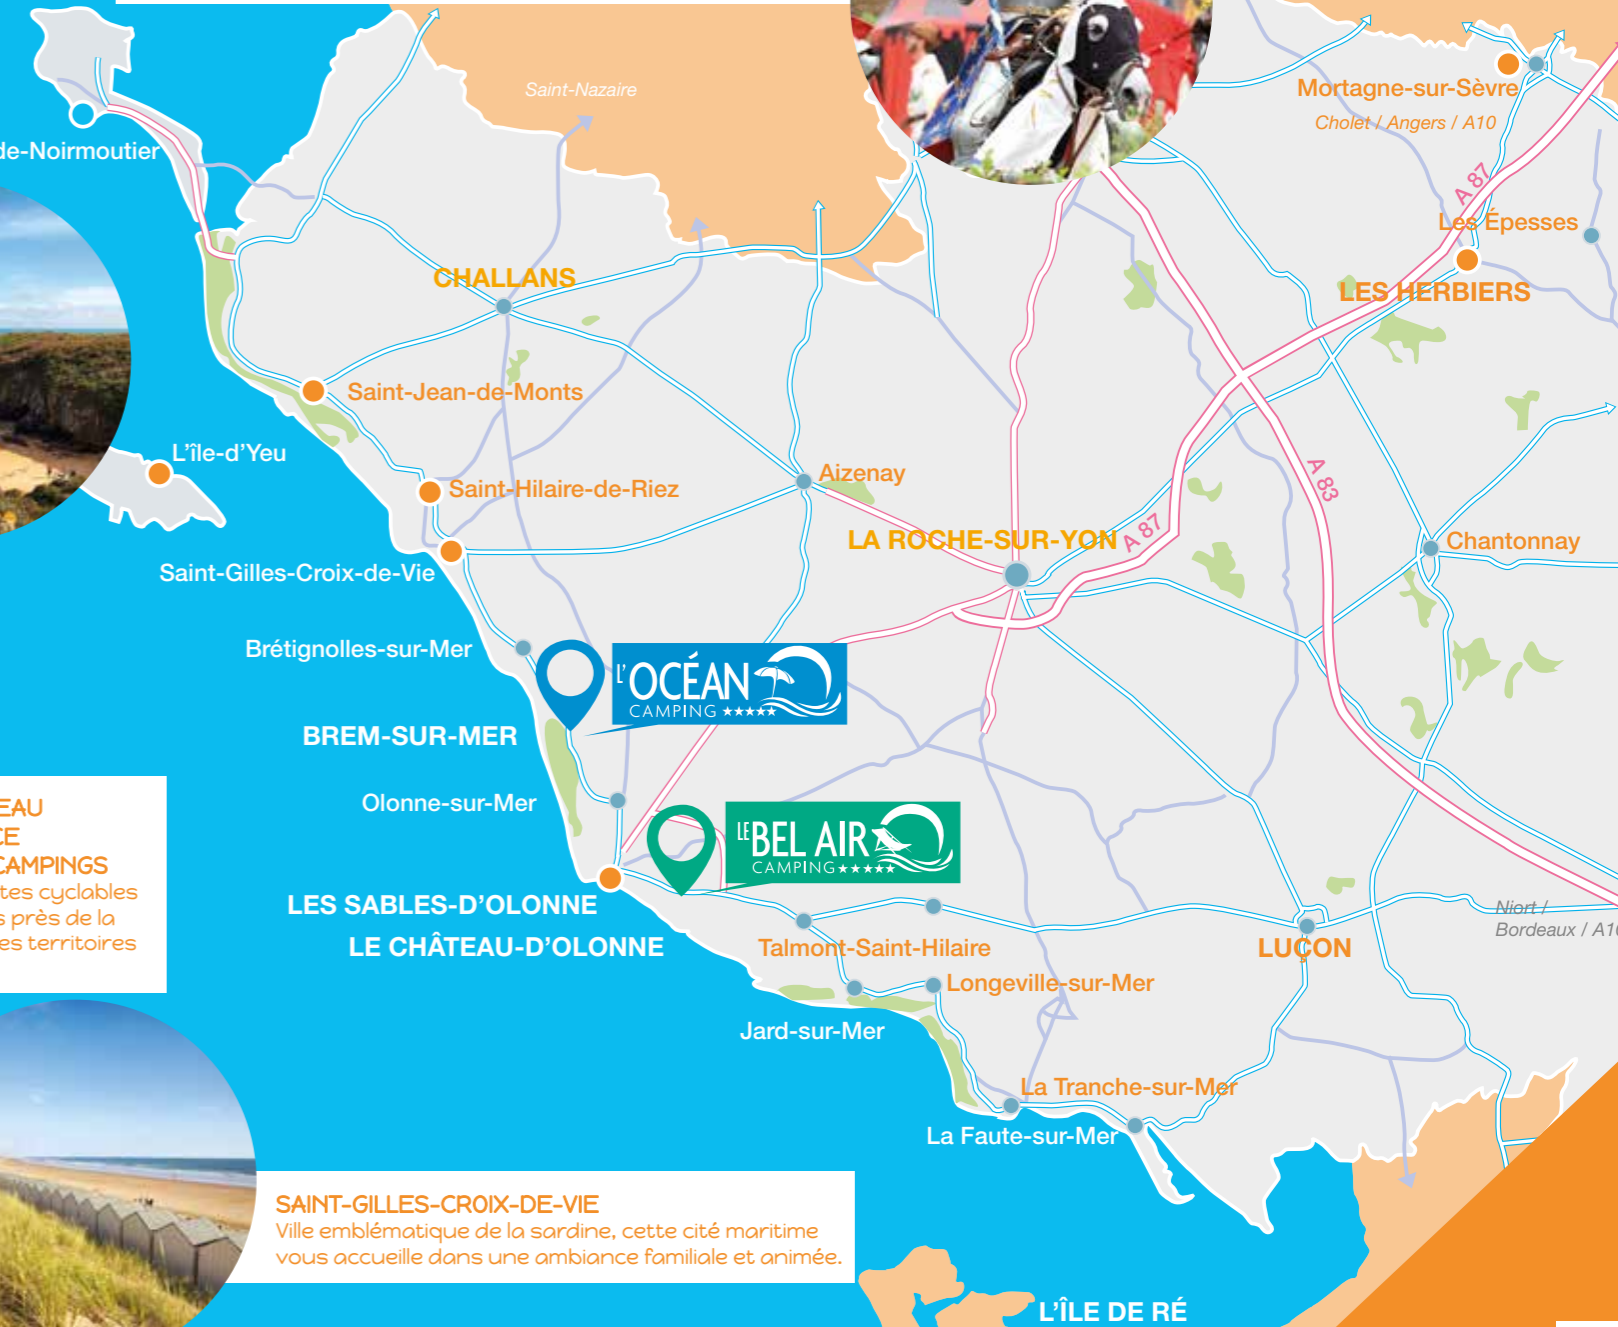 Saint-Nazaire
Mortagne-sur-Sèvre
Cholet / Angers / A10
de-Noirmoutier
A 87
Les Épesses
CHALLANS
LES HERBIERS
Saint-Jean-de-Monts
L'île-d'Yeu
Aizenay
Saint-Hilaire-de-Riez
A 83
LA ROCHE-SUR-YON
A 87
Chantonnay
Saint-Gilles-Croix-de-Vie
Brétignolles-sur-Mer
L'OCÉAN
CAMPING ★★★★★
BREM-SUR-MER
Olonne-sur-Mer
EAU
CE
CAMPINGS
tes cyclables
s près de la
es territoires
LE BEL AIR
CAMPING ★★★★★
LES SABLES-D'OLONNE
LE CHÂTEAU-D'OLONNE
Talmont-Saint-Hilaire
LUÇON
Niort /
Bordeaux / A10
Longeville-sur-Mer
Jard-sur-Mer
La Tranche-sur-Mer
La Faute-sur-Mer
SAINT-GILLES-CROIX-DE-VIE
Ville emblématique de la sardine, cette cité maritime
vous accueille dans une ambiance familiale et animée.
L'ÎLE DE RÉ